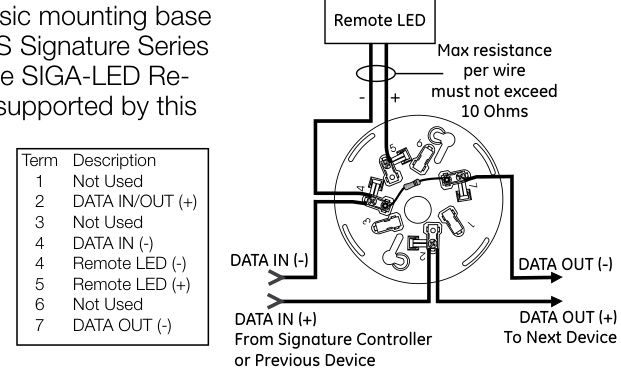 sic mounting base
S Signature Series
e SIGA-LED Re-
supported by this
Term Description
1 Not Used
2 DATA IN/OUT (+)
3 Not Used
4 DATA IN (-)
4 Remote LED (-)
5 Remote LED (+)
6 Not Used
7 DATA OUT (-)
Remote LED
Max resistance
per wire
must not exceed
10 Ohms
- +
5
6
4
7
3
1
2
DATA IN (-)
DATA IN (+)
From Signature Controller
or Previous Device
DATA OUT (-)
DATA OUT (+)
To Next Device